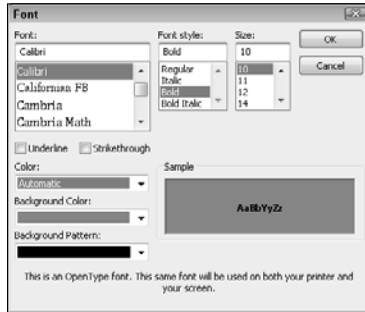 Font
Font: Font style: Size:
Calibri Bold 10 OK
Calibri Regular 10 Cancel
Californian FB Italic 11
Cambria Bold 12
Cambria Math Bold Italic 14
Underline Strikethrough
Color: Sample
Automatic
AaBbYyZz
Background Color:
Background Pattern:
This is an OpenType font. This same font will be used on both your printer and
your screen.